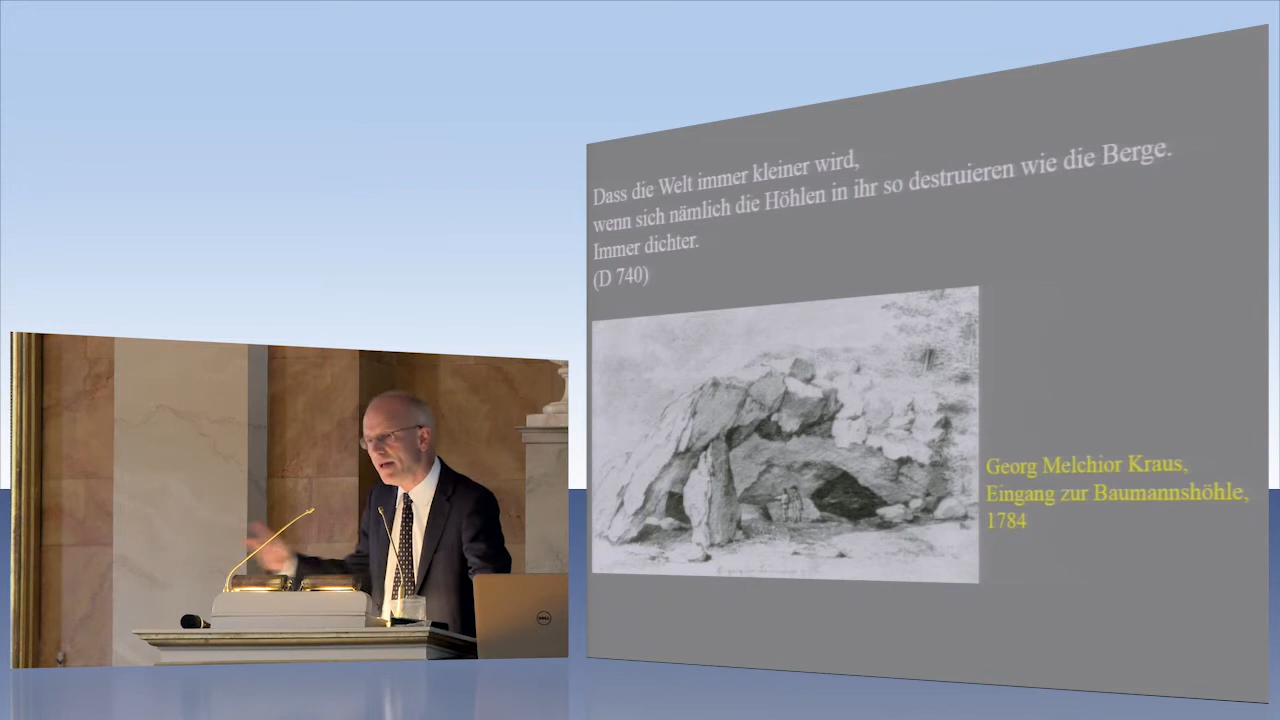 Dass die Welt immer kleiner wird,
wenn sich nämlich die Höhlen in ihr so destruieren wie die Berge.
Immer dichter.
(D 740)
Georg Melchior Kraus,
Eingang zur Baumannshöhle,
1784
DELL